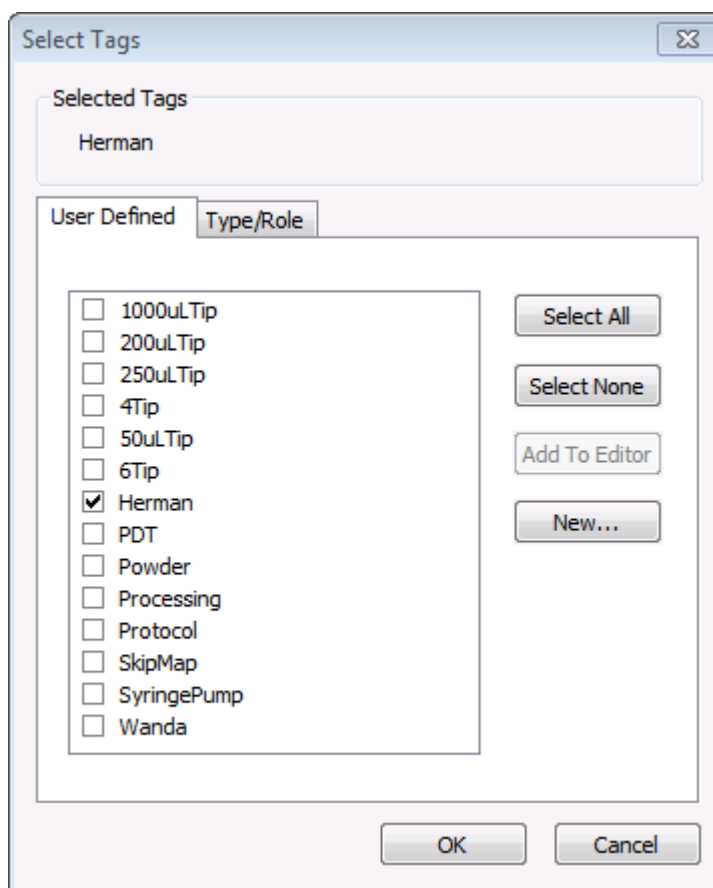 Select Tags
Selected Tags
Herman
User Defined
Type/Role
1000uLTip
200uLTip
250uLTip
4Tip
50uLTip
6Tip
Herman
PDT
Powder
Processing
Protocol
SkipMap
SyringePump
Wanda
Select All
Select None
Add To Editor
New...
OK
Cancel